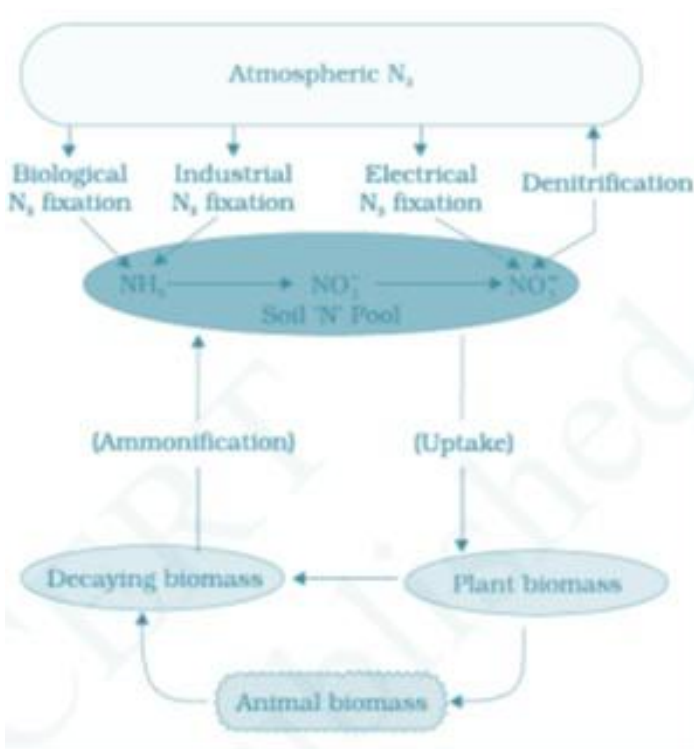 Atmospheric N₂
Biological
N₂ fixation
Industrial
N₂ fixation
Electrical
N₂ fixation
Denitrification
NH₃
NO₂⁻
NO₃⁻
Soil 'N' Pool
(Ammonification)
(Uptake)
Decaying biomass
Plant biomass
Animal biomass